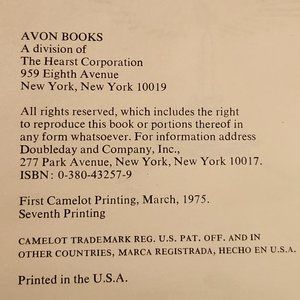 AVON BOOKS
A division of
The Hearst Corporation
959 Eighth Avenue
New York, New York 10019
All rights reserved, which includes the right
to reproduce this book or portions thereof in
any form whatsoever. For information address
Doubleday and Company, Inc.,
277 Park Avenue, New York, New York 10017.
ISBN: 0-380-43257-9
First Camelot Printing, March, 1975.
Seventh Printing
CAMELOT TRADEMARK REG. U.S. PAT. OFF. AND IN
OTHER COUNTRIES, MARCA REGISTRADA, HECHO EN U.S.A.
Printed in the U.S.A.